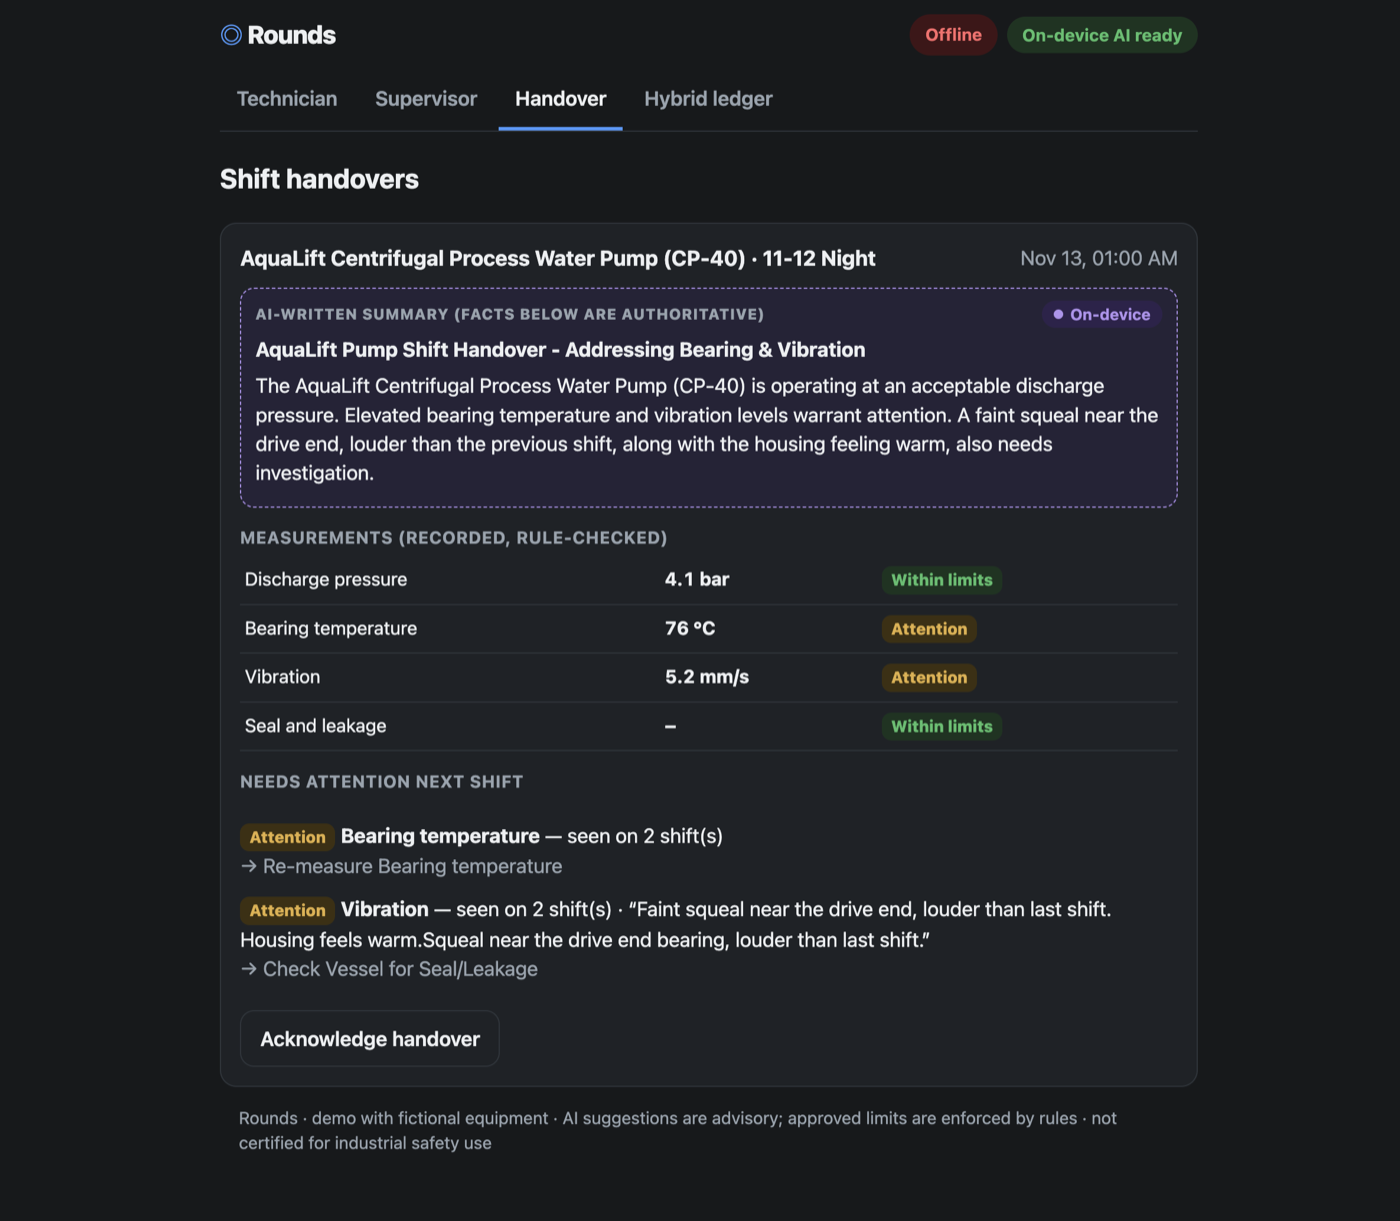 Rounds
Offline
On-device AI ready
Technician
Supervisor
Handover
Hybrid ledger
Shift handovers
AquaLift Centrifugal Process Water Pump (CP-40) · 11-12 Night
Nov 13, 01:00 AM
AI-WRITTEN SUMMARY (FACTS BELOW ARE AUTHORITATIVE)
On-device
AquaLift Pump Shift Handover - Addressing Bearing & Vibration
The AquaLift Centrifugal Process Water Pump (CP-40) is operating at an acceptable discharge
pressure. Elevated bearing temperature and vibration levels warrant attention. A faint squeal near the
drive end, louder than the previous shift, along with the housing feeling warm, also needs
investigation.
MEASUREMENTS (RECORDED, RULE-CHECKED)
Discharge pressure
4.1 bar
Within limits
Bearing temperature
76 °C
Attention
Vibration
5.2 mm/s
Attention
Seal and leakage
–
Within limits
NEEDS ATTENTION NEXT SHIFT
Attention Bearing temperature — seen on 2 shift(s)
→ Re-measure Bearing temperature
Attention Vibration — seen on 2 shift(s) · “Faint squeal near the drive end, louder than last shift.
Housing feels warm.Squeal near the drive end bearing, louder than last shift.”
→ Check Vessel for Seal/Leakage
Acknowledge handover
Rounds · demo with fictional equipment · AI suggestions are advisory; approved limits are enforced by rules · not
certified for industrial safety use